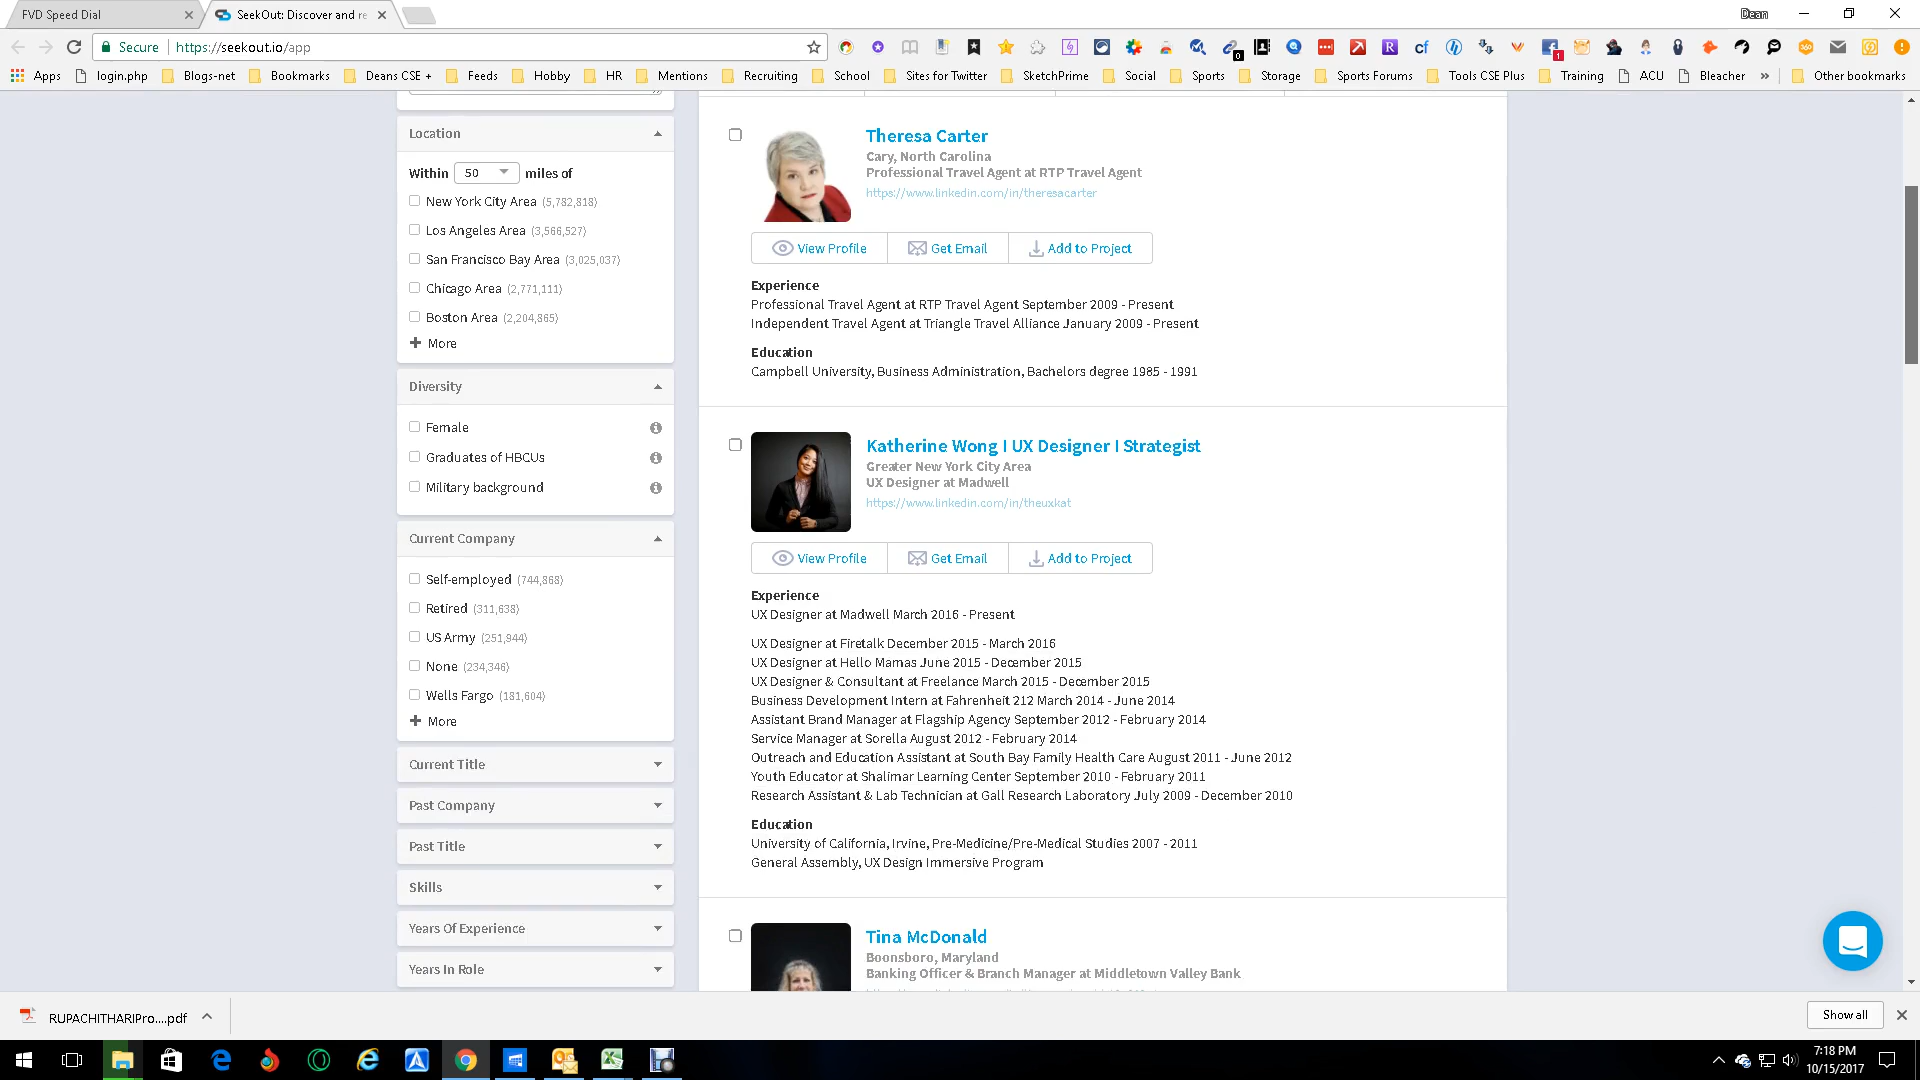 FVD Speed Dial
SeekOut: Discover and re
Dean
Secure
https://seekout.io/app
Apps
login.php
Blogs-net
Bookmarks
Deans CSE +
Feeds
Hobby
HR
Mentions
Recruiting
School
Sites for Twitter
SketchPrime
Social
Sports
Storage
Sports Forums
Tools CSE Plus
Training
ACU
Bleacher
»
Other bookmarks
Location
Within 50 miles of
New York City Area (5,782,818)
Los Angeles Area (3,566,527)
San Francisco Bay Area (3,025,037)
Chicago Area (2,771,111)
Boston Area (2,204,865)
+ More
Diversity
Female
Graduates of HBCUs
Military background
Current Company
Self-employed (744,868)
Retired (311,638)
US Army (251,944)
None (234,346)
Wells Fargo (181,604)
+ More
Current Title
Past Company
Past Title
Skills
Years Of Experience
Years In Role
Theresa Carter
Cary, North Carolina
Professional Travel Agent at RTP Travel Agent
https://www.linkedin.com/in/theresacarter
View Profile
Get Email
Add to Project
Experience
Professional Travel Agent at RTP Travel Agent September 2009 - Present
Independent Travel Agent at Triangle Travel Alliance January 2009 - Present
Education
Campbell University, Business Administration, Bachelors degree 1985 - 1991
Katherine Wong I UX Designer I Strategist
Greater New York City Area
UX Designer at Madwell
https://www.linkedin.com/in/theuxkat
View Profile
Get Email
Add to Project
Experience
UX Designer at Madwell March 2016 - Present
UX Designer at Firetalk December 2015 - March 2016
UX Designer at Hello Mamas June 2015 - December 2015
UX Designer & Consultant at Freelance March 2015 - December 2015
Business Development Intern at Fahrenheit 212 March 2014 - June 2014
Assistant Brand Manager at Flagship Agency September 2012 - February 2014
Service Manager at Sorella August 2012 - February 2014
Outreach and Education Assistant at South Bay Family Health Care August 2011 - June 2012
Youth Educator at Shalimar Learning Center September 2010 - February 2011
Research Assistant & Lab Technician at Gall Research Laboratory July 2009 - December 2010
Education
University of California, Irvine, Pre-Medicine/Pre-Medical Studies 2007 - 2011
General Assembly, UX Design Immersive Program
Tina McDonald
Boonsboro, Maryland
Banking Officer & Branch Manager at Middletown Valley Bank
RUPACHITHARIPro....pdf
Show all
7:18 PM
10/15/2017